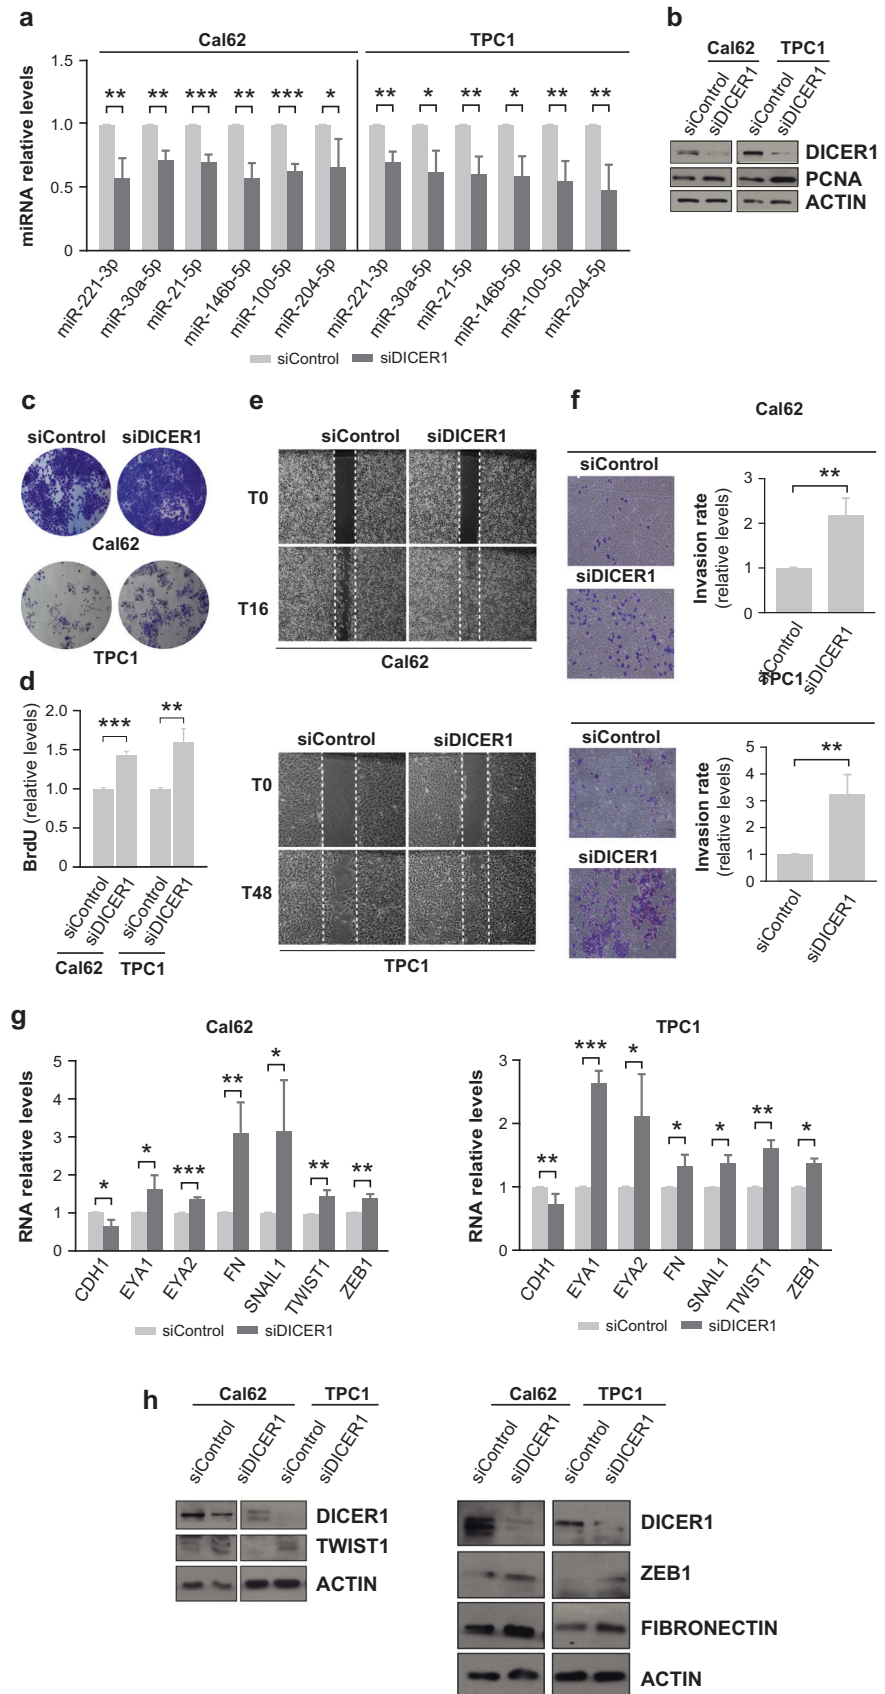 a
Cal62
TPC1
miRNA relative levels
1.5
1.0
0.5
0
** ** *** ** *** * ** * ** * ** **
miR-221-3p
miR-30a-5p
miR-21-5p
miR-146b-5p
miR-100-5p
miR-204-5p
miR-221-3p
miR-30a-5p
miR-21-5p
miR-146b-5p
miR-100-5p
miR-204-5p
siControl siDICER1
b
Cal62 TPC1
siControl
siDICER1
siControl
siDICER1
DICER1
PCNA
ACTIN
c
siControl siDICER1
Cal62
TPC1
d
BrdU (relative levels)
2.0
1.5
1.0
0.5
0
*** **
siControl
siDICER1
siControl
siDICER1
Cal62 TPC1
e
siControl siDICER1
T0
T16
Cal62
siControl siDICER1
T0
T48
TPC1
f
Cal62
siControl
siDICER1
Invasion rate
(relative levels)
3
2
1
0
**
siControl
siDICER1
TPC1
siControl
siDICER1
Invasion rate
(relative levels)
5
4
3
2
1
0
**
siControl
siDICER1
g
Cal62
RNA relative levels
5
4
3
2
1
0
* * *** ** * ** **
CDH1
EYA1
EYA2
FN
SNAIL1
TWIST1
ZEB1
siControl siDICER1
TPC1
RNA relative levels
3
2
1
0
** *** * * * ** *
CDH1
EYA1
EYA2
FN
SNAIL1
TWIST1
ZEB1
siControl siDICER1
h
Cal62 TPC1
siControl
siDICER1
siControl
siDICER1
DICER1
TWIST1
ACTIN
Cal62 TPC1
siControl
siDICER1
siControl
siDICER1
DICER1
ZEB1
FIBRONECTIN
ACTIN